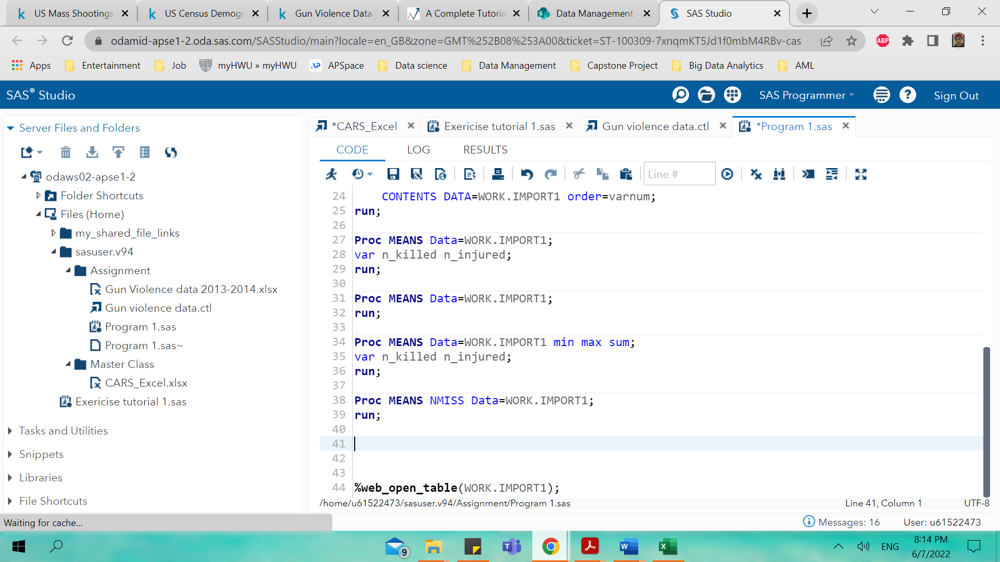 US Mass Shootings
US Census Demogr
Gun Violence Data
A Complete Tutoria
Data Management
SAS Studio
odamid-apse1-2.oda.sas.com/SASStudio/main?locale=en_GB&zone=GMT%252B08%253A00&ticket=ST-100309-7xnqmKT5Jd1f0mbM4RBv-cas
ABP
Apps
Entertainment
Job
myHWU » myHWU
APSpace
Data science
Data Management
Capstone Project
Big Data Analytics
AML
SAS® Studio
SAS Programmer
Sign Out
Server Files and Folders
odaws02-apse1-2
Folder Shortcuts
Files (Home)
my_shared_file_links
sasuser.v94
Assignment
Gun Violence data 2013-2014.xlsx
Gun violence data.ctl
Program 1.sas
Program 1.sas~
Master Class
CARS_Excel.xlsx
Exericise tutorial 1.sas
Tasks and Utilities
Snippets
Libraries
File Shortcuts
*CARS_Excel
Exericise tutorial 1.sas
Gun violence data.ctl
*Program 1.sas
CODE
LOG
RESULTS
Line #
24 CONTENTS DATA=WORK.IMPORT1 order=varnum;
25 run;
26
27 Proc MEANS Data=WORK.IMPORT1;
28 var n_killed n_injured;
29 run;
30
31 Proc MEANS Data=WORK.IMPORT1;
32 run;
33
34 Proc MEANS Data=WORK.IMPORT1 min max sum;
35 var n_killed n_injured;
36 run;
37
38 Proc MEANS NMISS Data=WORK.IMPORT1;
39 run;
40
41
42
43
44 %web_open_table(WORK.IMPORT1);
/home/u61522473/sasuser.v94/Assignment/Program 1.sas
Line 41, Column 1
UTF-8
Waiting for cache...
Messages: 16
User: u61522473
9
ENG
8:14 PM
6/7/2022